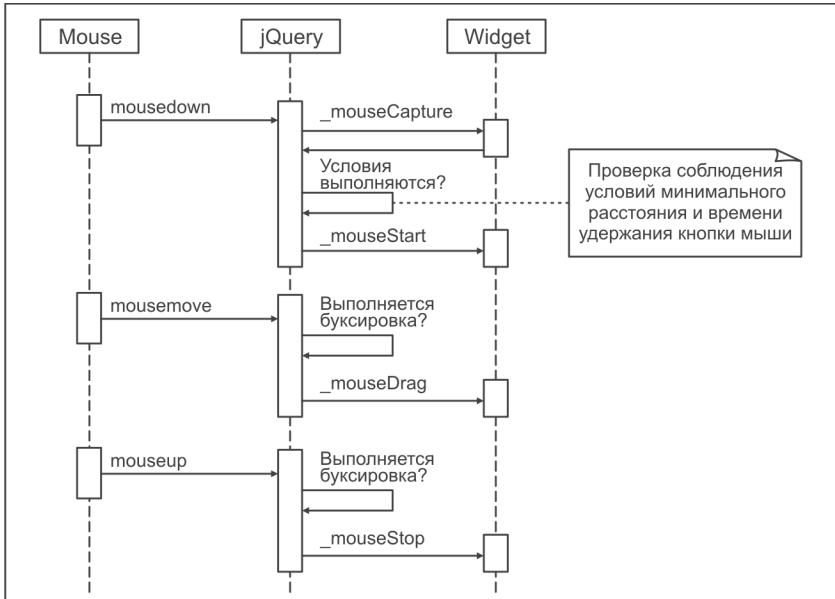 Mouse
jQuery
Widget
mousedown
_mouseCapture
Условия
выполняются?
Проверка соблюдения
условий минимального
расстояния и времени
удержания кнопки мыши
_mouseStart
mousemove
Выполняется
буксировка?
_mouseDrag
mouseup
Выполняется
буксировка?
_mouseStop